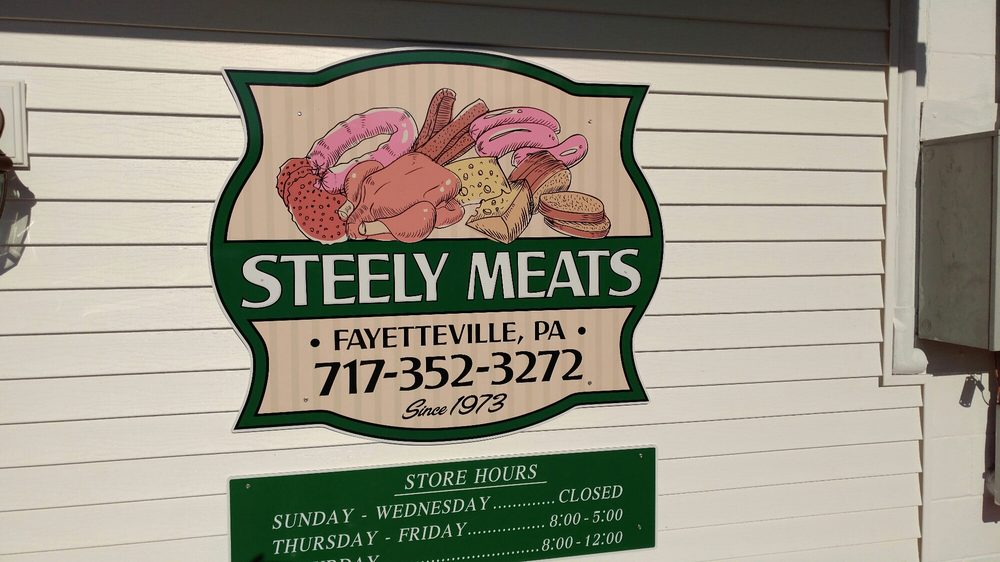 STEELY MEATS
• FAYETTEVILLE, PA •
717-352-3272
Since 1973
STORE HOURS
SUNDAY - WEDNESDAY............CLOSED
THURSDAY - FRIDAY................8:00-5:00
8:00-12:00